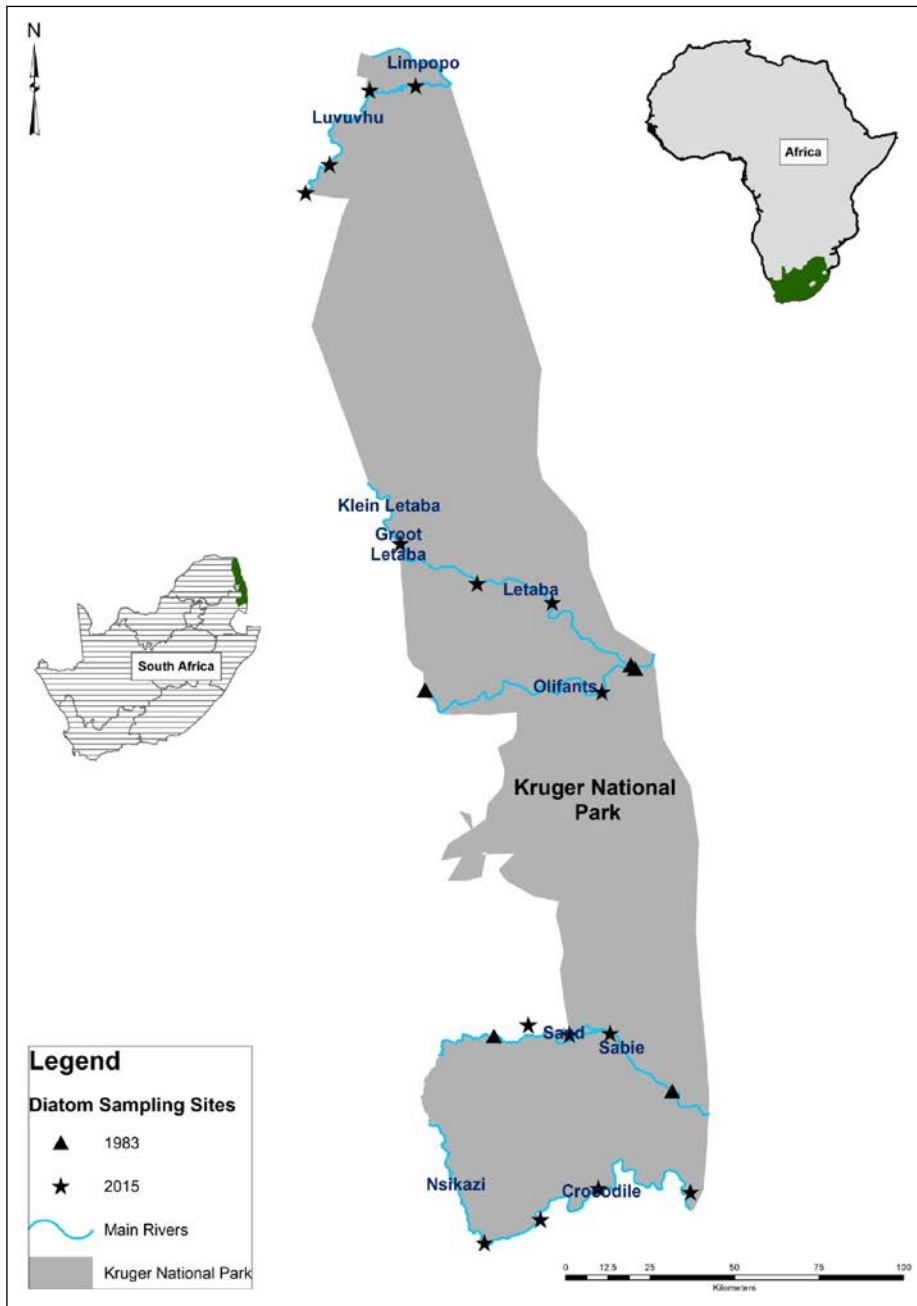 N
Limpopo
Luvuvhu
Africa
Klein Letaba
Groot
Letaba
Letaba
South Africa
Olifants
Kruger National
Park
Sand
Sabie
Legend
Diatom Sampling Sites
1983
2015
Main Rivers
Kruger National Park
Nsikazi
Crocodile
0 12.5 25 50 75 100
Kilometers